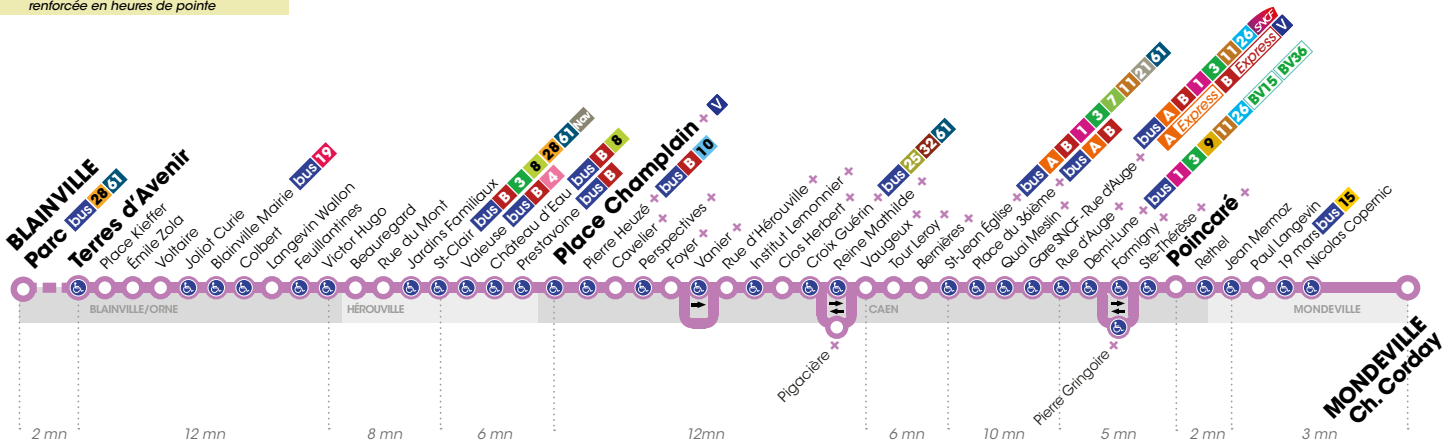 renforcée en heures de pointe
BLAINVILLE
Parc bus 28 61
Terres d'Avenir
Place Kieffer
Émile Zola
Voltaire
Joliot Curie
Blainville Mairie bus 19
Colbert
Langevin Wallon
Feuillantines
Victor Hugo
Beauregard
Rue du Mont
Jardins Familiaux
St-Clair bus B 3 8 28 61 Nav
Valeuse bus B 4
Château d'Eau bus B 8
Prestavoine bus B
Place Champlain V
Pierre Heuzé bus B 10
Cavelier
Perspectives
Foyer
Vanier
Rue d'Hérouville
Institut Lemonnier
Clos Herbert
Croix Guérin bus 25 32 61
Reine Mathilde
Vaugeux
Tour Leroy
Bernières
St-Jean Église bus A B 1 3 7 11 21 61
Place du 36ième bus A B
Quai Meslin
Gare SNCF - Rue d'Auge bus A B 1 3 11 26 SNCF
A Express B Express V
Rue d'Auge
Demi-Lune bus 1 3 9 11 26 BV15 BV36
Formigny
Ste-Thérèse
Poincaré
Rethel
Jean Mermoz
Paul Langevin
19 mars bus 15
Nicolas Copernic
BLAINVILLE/ORNE
HÉROUVILLE
CAEN
MONDEVILLE
Pigacière
Pierre Gringoire
MONDEVILLE
Ch. Corday
2 mn
12 mn
8 mn
6 mn
12mn
6 mn
10 mn
5 mn
2 mn
3 mn